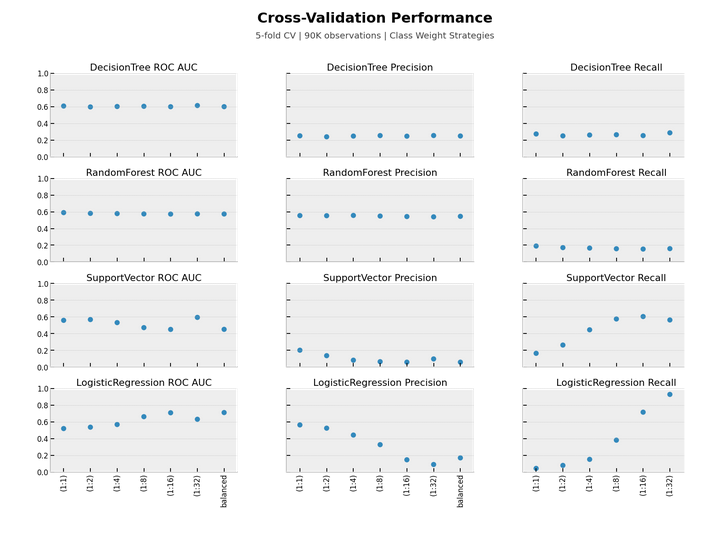 Cross-Validation Performance
5-fold CV | 90K observations | Class Weight Strategies
DecisionTree ROC AUC
DecisionTree Precision
DecisionTree Recall
1.0
0.8
0.6
0.4
0.2
0.0
RandomForest ROC AUC
RandomForest Precision
RandomForest Recall
1.0
0.8
0.6
0.4
0.2
0.0
SupportVector ROC AUC
SupportVector Precision
SupportVector Recall
1.0
0.8
0.6
0.4
0.2
0.0
LogisticRegression ROC AUC
LogisticRegression Precision
LogisticRegression Recall
1.0
0.8
0.6
0.4
0.2
0.0
(1:1)
(1:2)
(1:4)
(1:8)
(1:16)
(1:32)
balanced
(1:1)
(1:2)
(1:4)
(1:8)
(1:16)
(1:32)
balanced
(1:1)
(1:2)
(1:4)
(1:8)
(1:16)
(1:32)